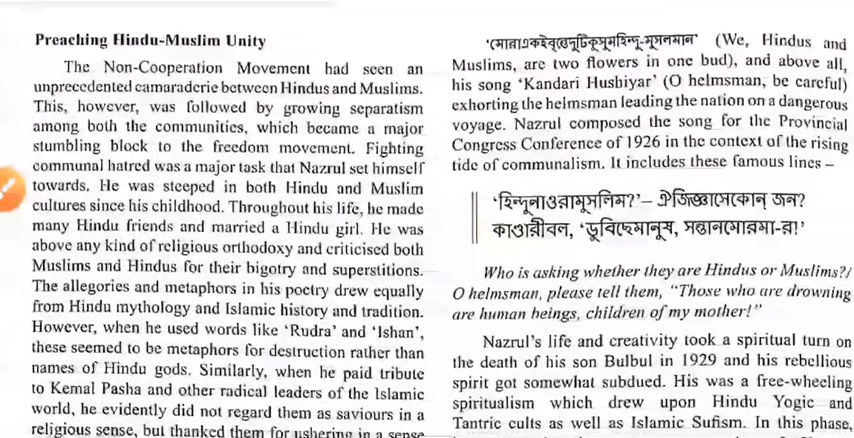 Preaching Hindu-Muslim Unity
The Non-Cooperation Movement had seen an
unprecedented camaraderie between Hindus and Muslims.
This, however, was followed by growing separatism
among both the communities, which became a major
stumbling block to the freedom movement. Fighting
communal hatred was a major task that Nazrul set himself
towards. He was steeped in both Hindu and Muslim
cultures since his childhood. Throughout his life, he made
many Hindu friends and married a Hindu girl. He was
above any kind of religious orthodoxy and criticised both
Muslims and Hindus for their bigotry and superstitions.
The allegories and metaphors in his poetry drew equally
from Hindu mythology and Islamic history and tradition.
However, when he used words like ‘Rudra’ and ‘Ishan’,
these seemed to be metaphors for destruction rather than
names of Hindu gods. Similarly, when he paid tribute
to Kemal Pasha and other radical leaders of the Islamic
world, he evidently did not regard them as saviours in a
religious sense, but thanked them for ushering in a sense
‘মোরাএকইবৃন্তেদুটিকুসুমহিন্দু-মুসলমান’ (We, Hindus and
Muslims, are two flowers in one bud), and above all,
his song ‘Kandari Husbiyar’ (O helmsman, be careful)
exhorting the helmsman leading the nation on a dangerous
voyage. Nazrul composed the song for the Provincial
Congress Conference of 1926 in the context of the rising
tide of communalism. It includes these famous lines –
‘হিন্দুনাওরামুসলিম?’– ঐজিজ্ঞাসেকোন্ জন?
কাণ্ডারীবল, ‘ডুবিছেমানুষ, সন্তানমোরমা-র!’
Who is asking whether they are Hindus or Muslims?/
O helmsman, please tell them, “Those who are drowning
are human beings, children of my mother!”
Nazrul’s life and creativity took a spiritual turn on
the death of his son Bulbul in 1929 and his rebellious
spirit got somewhat subdued. His was a free-wheeling
spiritualism which drew upon Hindu Yogic and
Tantric cults as well as Islamic Sufism. In this phase,